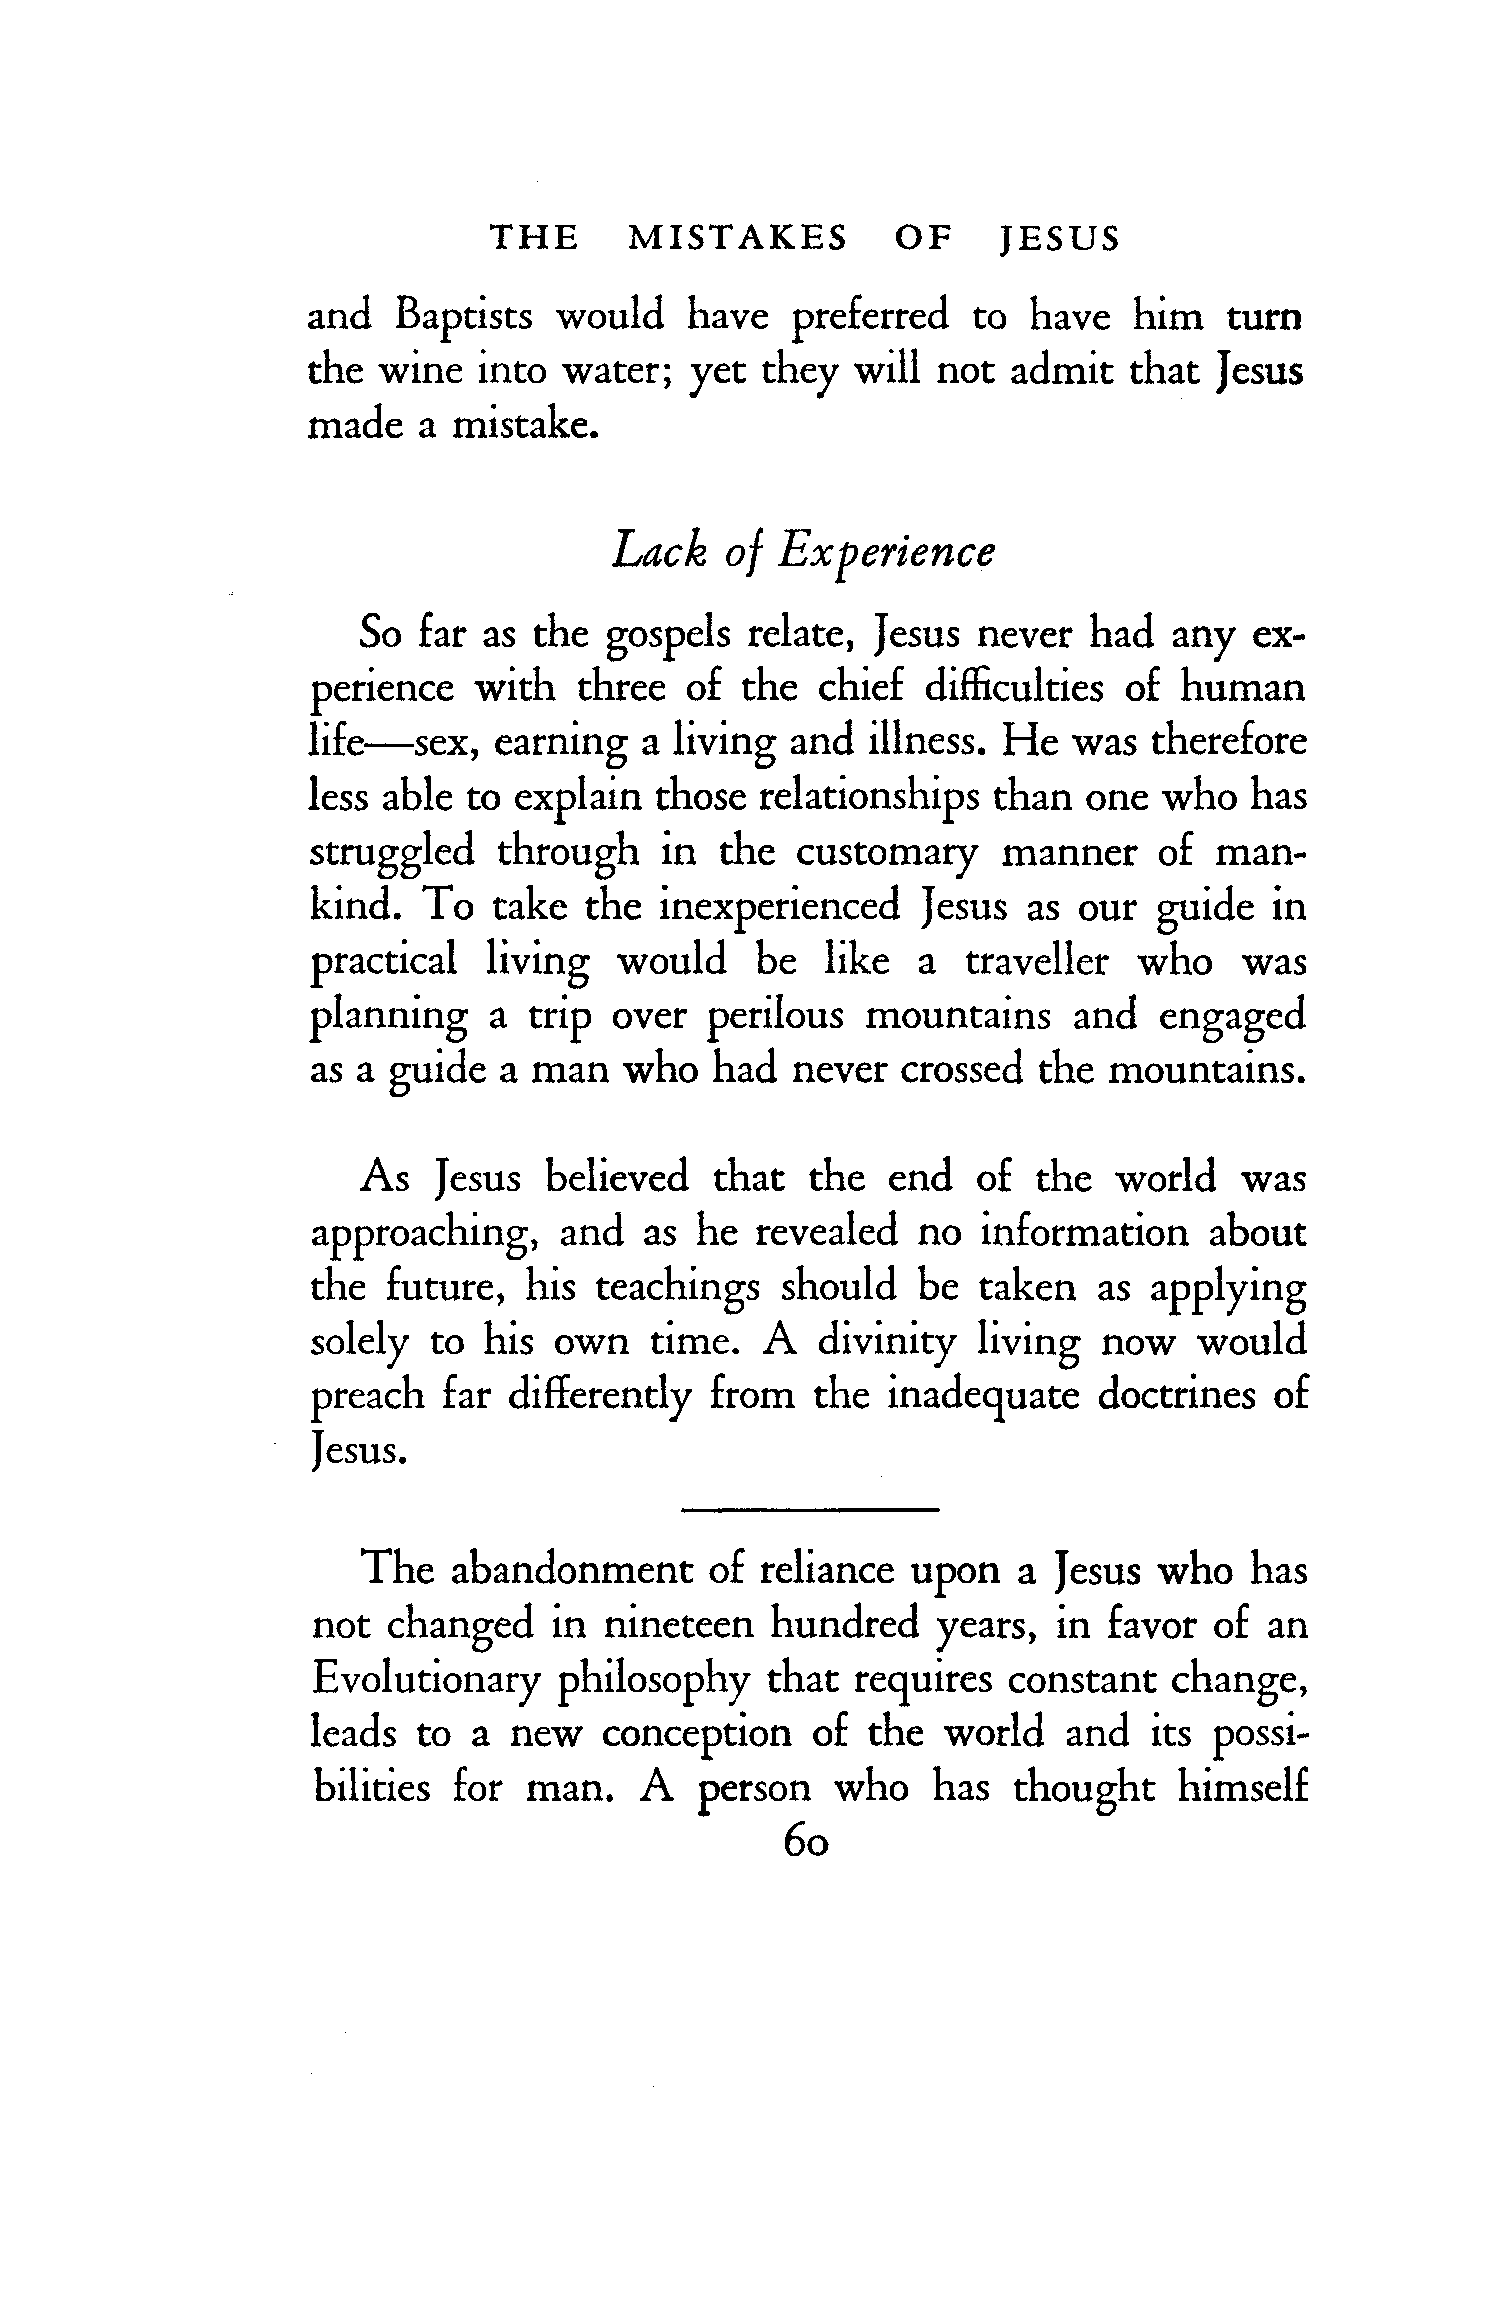 THE MISTAKES OF JESUS
and Baptists would have preferred to have him turn
the wine into water; yet they will not admit that Jesus
made a mistake.
Lack of Experience
So far as the gospels relate, Jesus never had any ex-
perience with three of the chief difficulties of human
life—sex, earning a living and illness. He was therefore
less able to explain those relationships than one who has
struggled through in the customary manner of man-
kind. To take the inexperienced Jesus as our guide in
practical living would be like a traveller who was
planning a trip over perilous mountains and engaged
as a guide a man who had never crossed the mountains.
As Jesus believed that the end of the world was
approaching, and as he revealed no information about
the future, his teachings should be taken as applying
solely to his own time. A divinity living now would
preach far differently from the inadequate doctrines of
Jesus.
The abandonment of reliance upon a Jesus who has
not changed in nineteen hundred years, in favor of an
Evolutionary philosophy that requires constant change,
leads to a new conception of the world and its possi-
bilities for man. A person who has thought himself
60